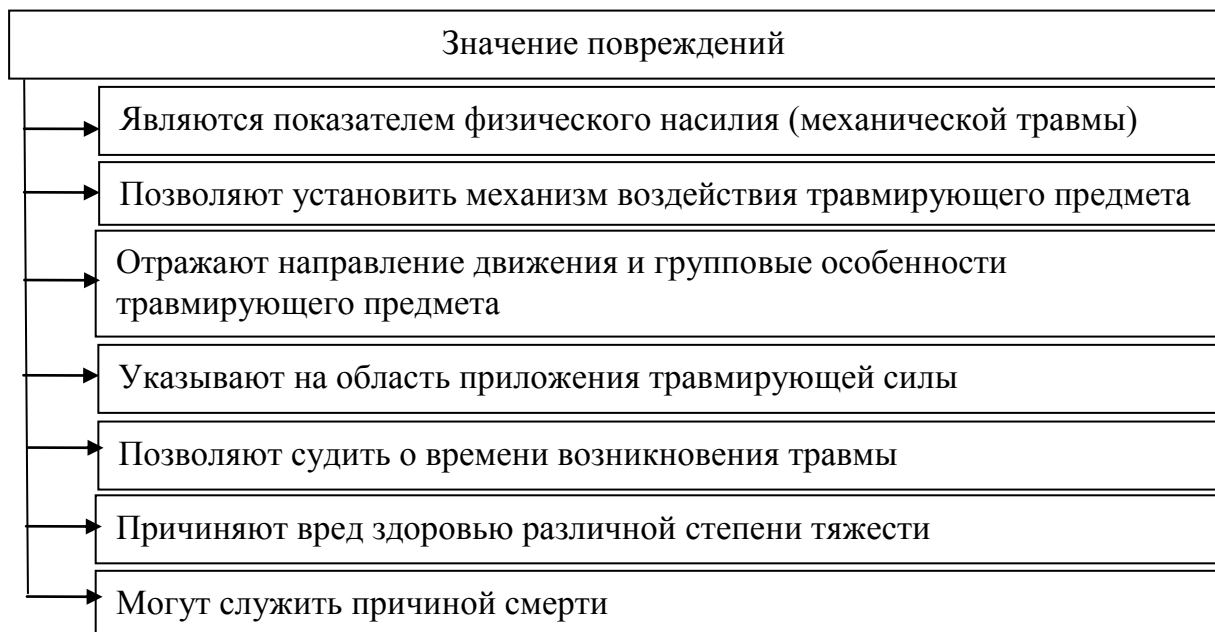 Значение повреждений
Являются показателем физического насилия (механической травмы)
Позволяют установить механизм воздействия травмирующего предмета
Отражают направление движения и групповые особенности
травмирующего предмета
Указывают на область приложения травмирующей силы
Позволяют судить о времени возникновения травмы
Причиняют вред здоровью различной степени тяжести
Могут служить причиной смерти